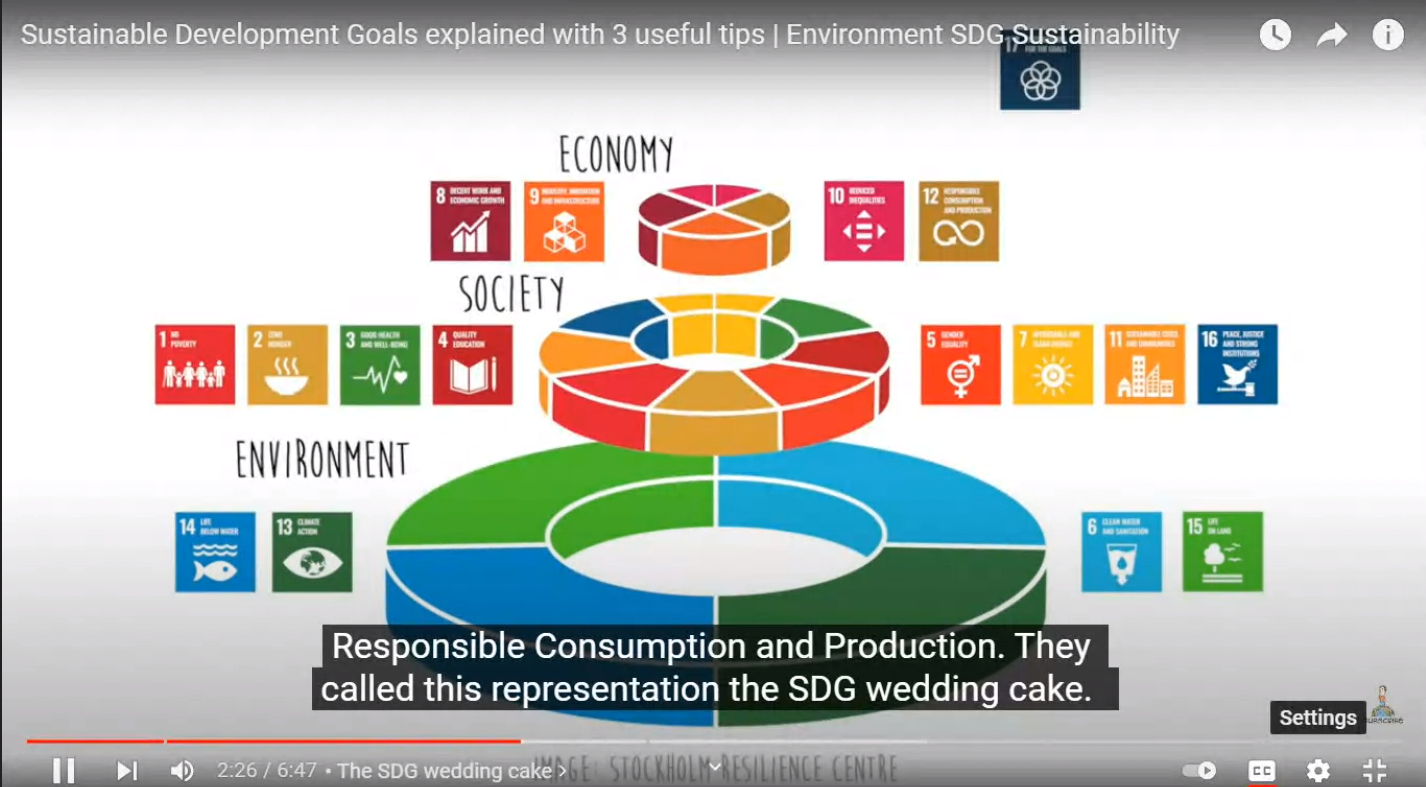 Sustainable Development Goals explained with 3 useful tips | Environment SDG Sustainability
17
FOR THE GOALS
ECONOMY
8 DECENT WORK AND
ECONOMIC GROWTH
9 INDUSTRY, INNOVATION
AND INFRASTRUCTURE
10 REDUCED
INEQUALITIES
12 RESPONSIBLE
CONSUMPTION
AND PRODUCTION
SOCIETY
1 NO
POVERTY
2 ZERO
HUNGER
3 GOOD HEALTH
AND WELL-BEING
4 QUALITY
EDUCATION
5 GENDER
EQUALITY
7 AFFORDABLE AND
CLEAN ENERGY
11 SUSTAINABLE CITIES
AND COMMUNITIES
16 PEACE, JUSTICE
AND STRONG
INSTITUTIONS
ENVIRONMENT
14 LIFE
BELOW WATER
13 CLIMATE
ACTION
6 CLEAN WATER
AND SANITATION
15 LIFE
ON LAND
Responsible Consumption and Production. They
called this representation the SDG wedding cake.
Settings
SUBSCRIBE
2:26 / 6:47 • The SDG wedding cake >
IMAGE: STOCKHOLM RESILIENCE CENTRE
CC